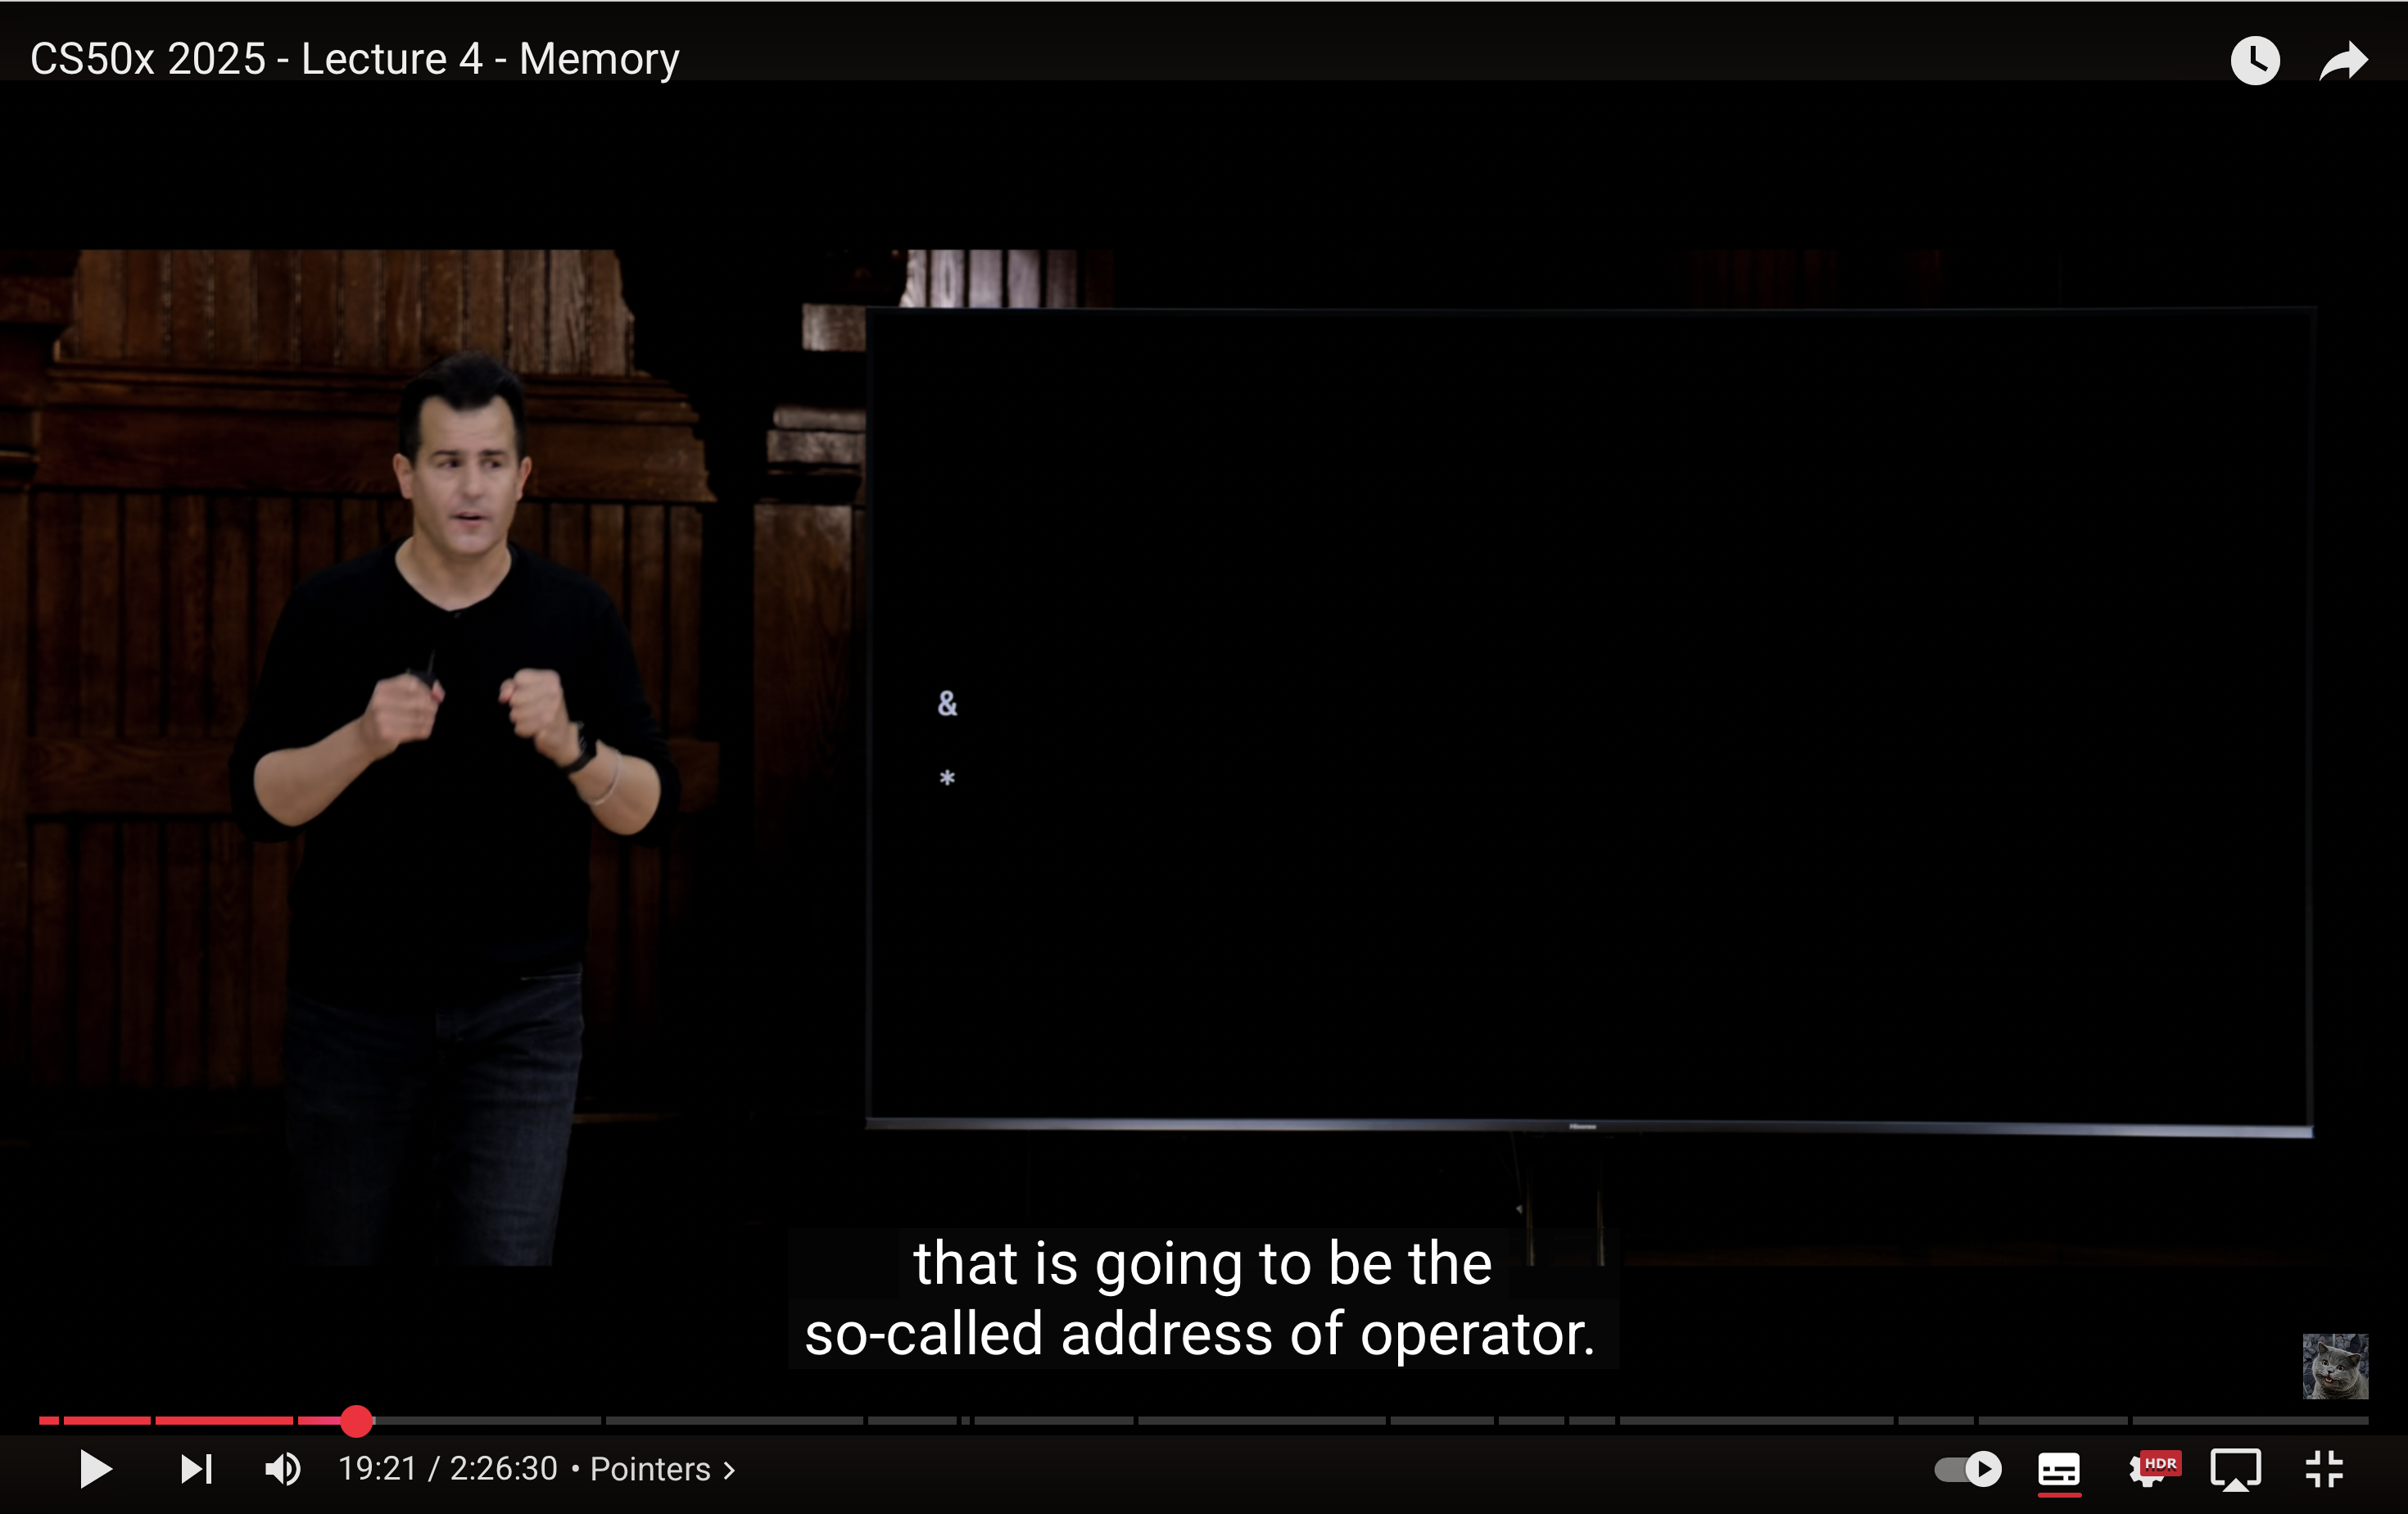 CS50x 2025 - Lecture 4 - Memory
&
*
Hisense
that is going to be the
so-called address of operator.
19:21 / 2:26:30 • Pointers >
HDR